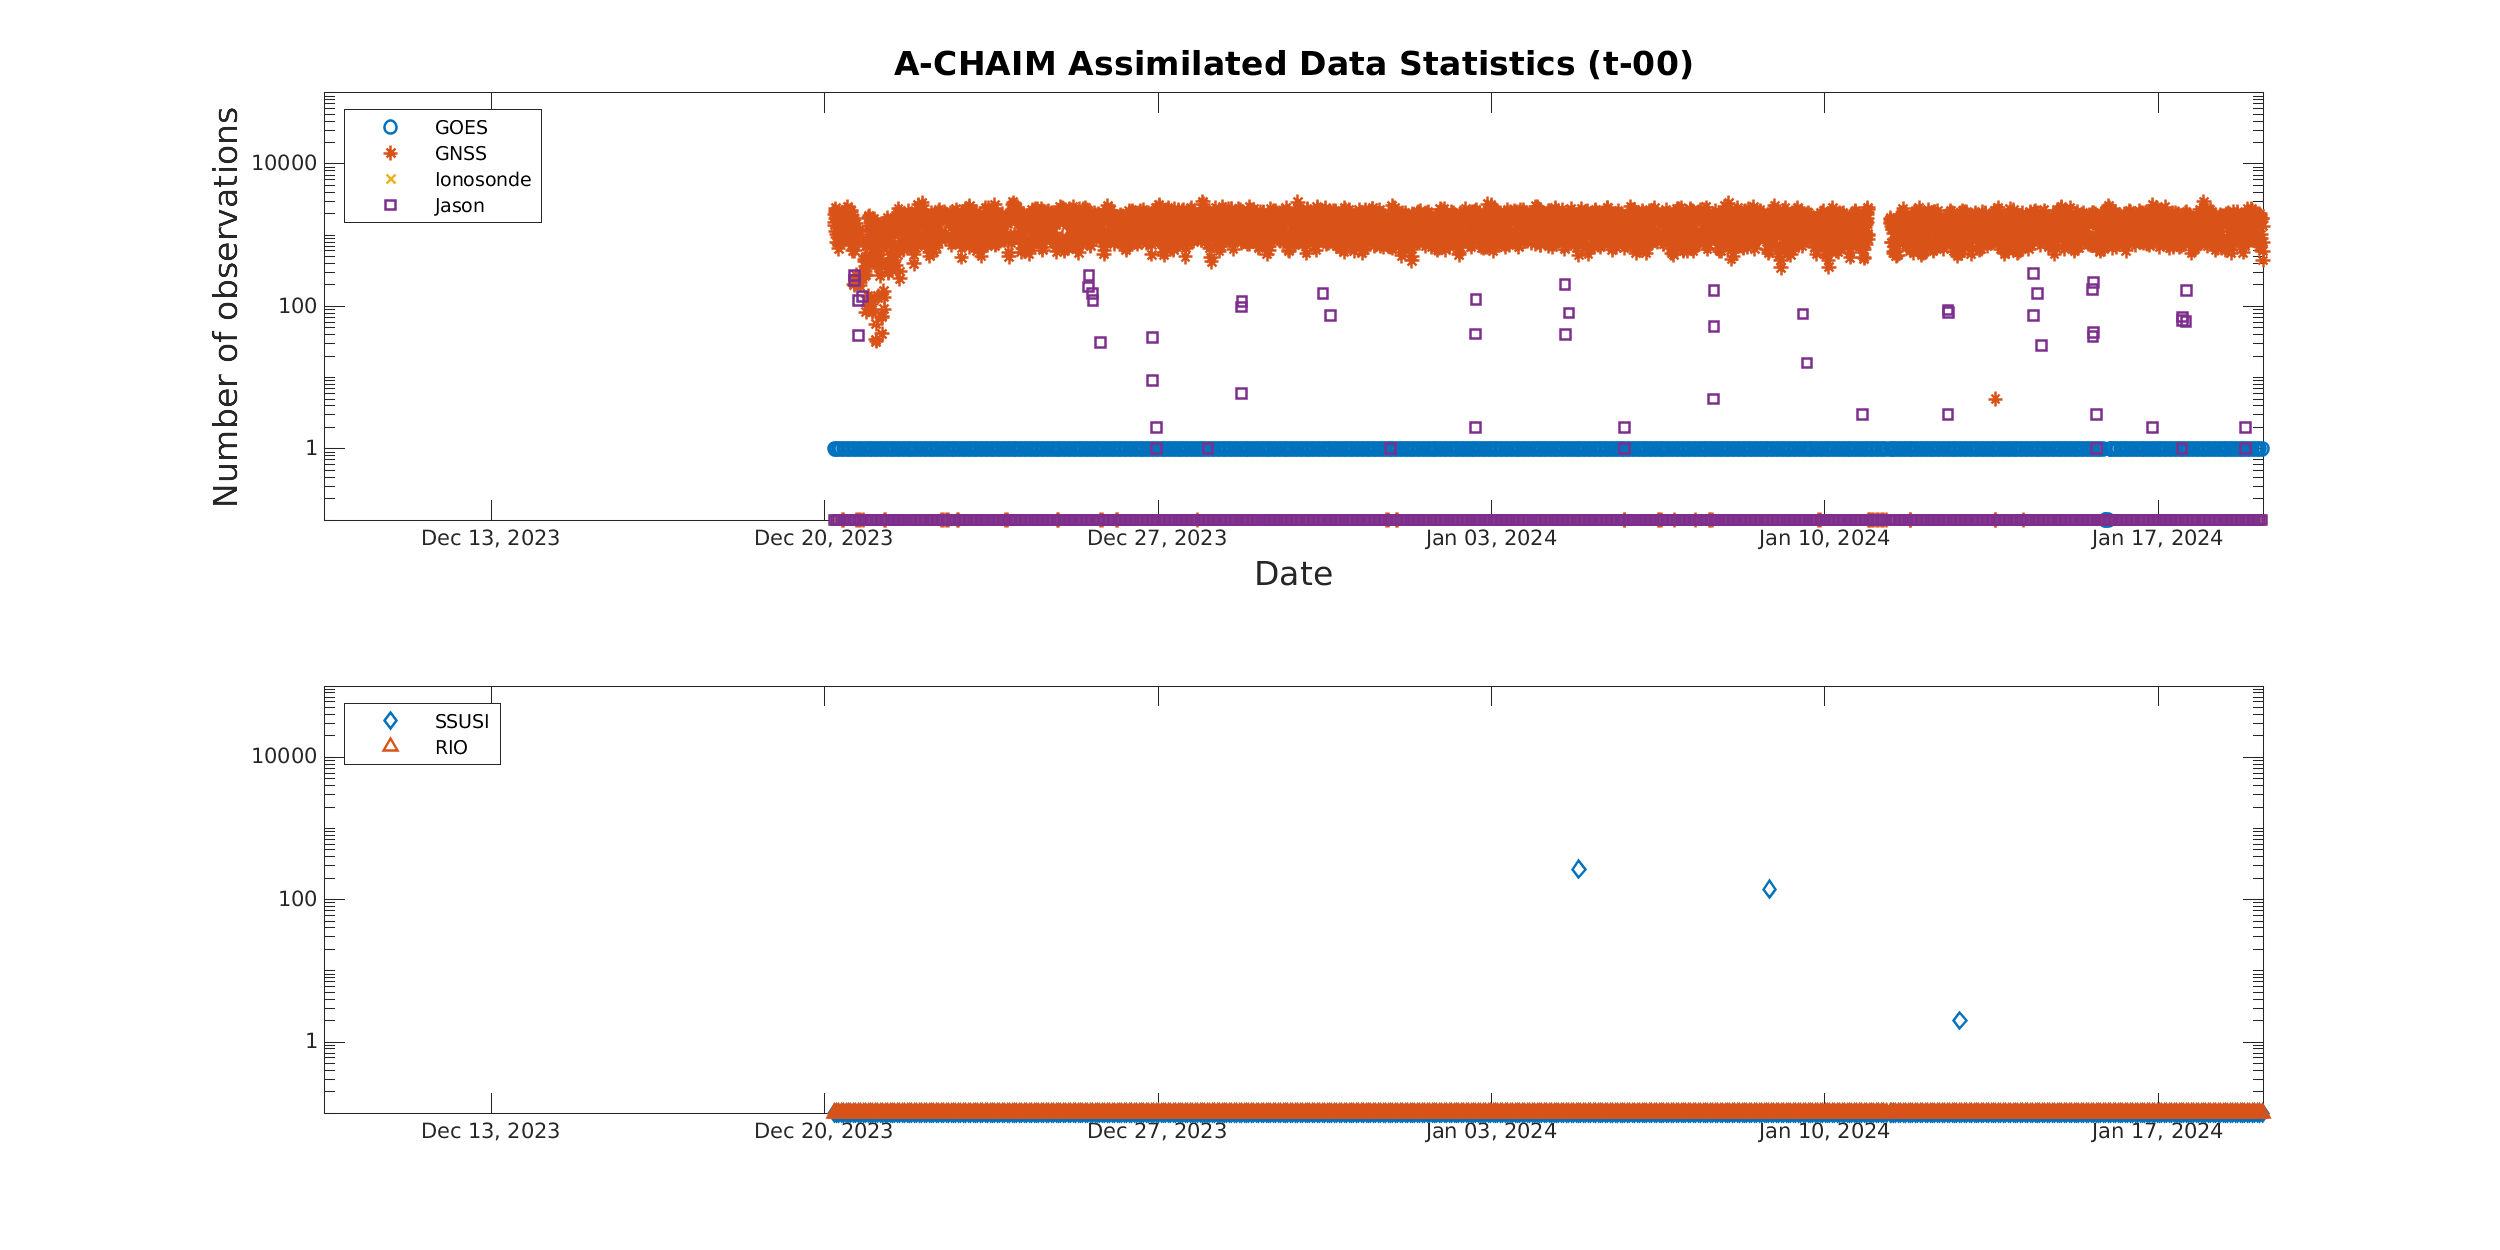 A-CHAIM Assimilated Data Statistics (t-00)
Number of observations
10000
100
1
GOES
GNSS
Ionosonde
Jason
Dec 13, 2023
Dec 20, 2023
Dec 27, 2023
Jan 03, 2024
Jan 10, 2024
Jan 17, 2024
Date
10000
100
1
SSUSI
RIO
Dec 13, 2023
Dec 20, 2023
Dec 27, 2023
Jan 03, 2024
Jan 10, 2024
Jan 17, 2024